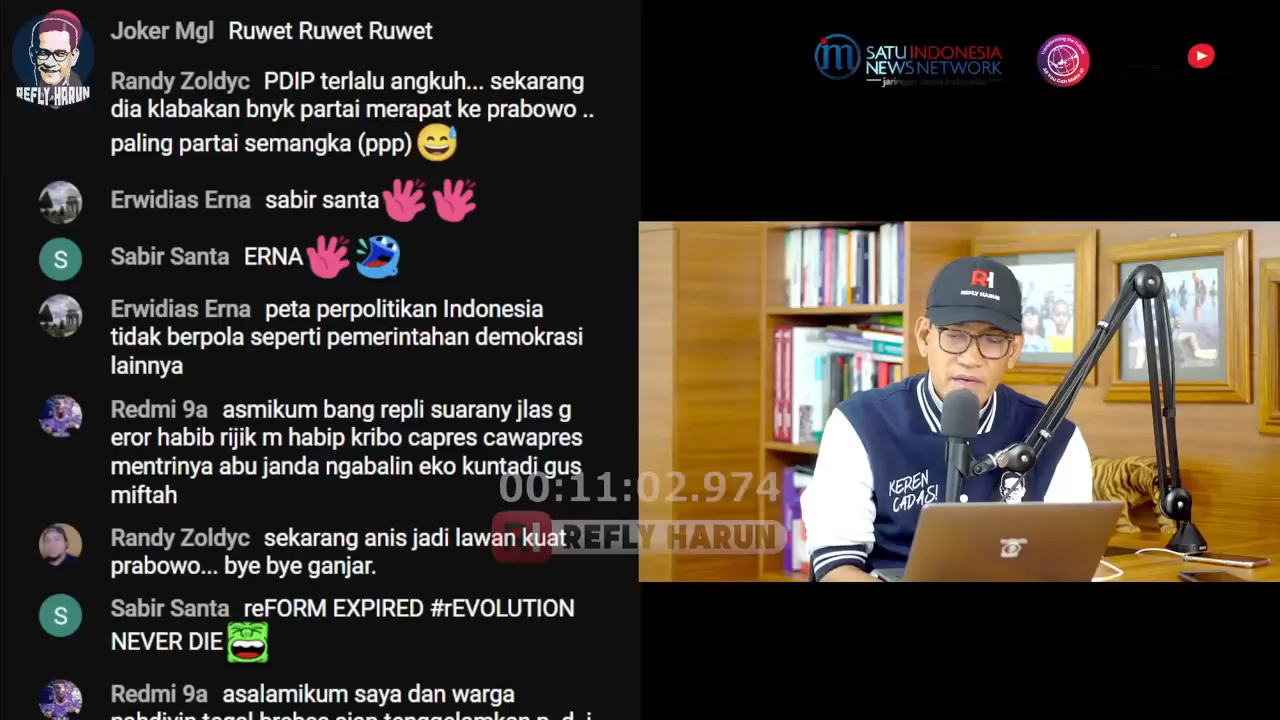 REFLY HARUN
Joker Mgl Ruwet Ruwet Ruwet
Randy Zoldyc PDIP terlalu angkuh... sekarang
dia klabakan bnyk partai merapat ke prabowo ..
paling partai semangka (ppp)
Erwidias Erna sabir santa
S Sabir Santa ERNA
Erwidias Erna peta perpolitikan Indonesia
tidak berpola seperti pemerintahan demokrasi
lainnya
Redmi 9a asmikum bang repli suarany jlas g
eror habib rijik m habip kribo capres cawapres
mentrinya abu janda ngabalin eko kuntadi gus
miftah
Randy Zoldyc sekarang anis jadi lawan kuat
prabowo... bye bye ganjar.
S Sabir Santa reFORM EXPIRED #rEVOLUTION
NEVER DIE
Redmi 9a asalamikum saya dan warga
00:11:02.974
RH REFLY HARUN
SATU INDONESIA
NEWS NETWORK
RH
REFLY HARUN
KEREN
CADAS!